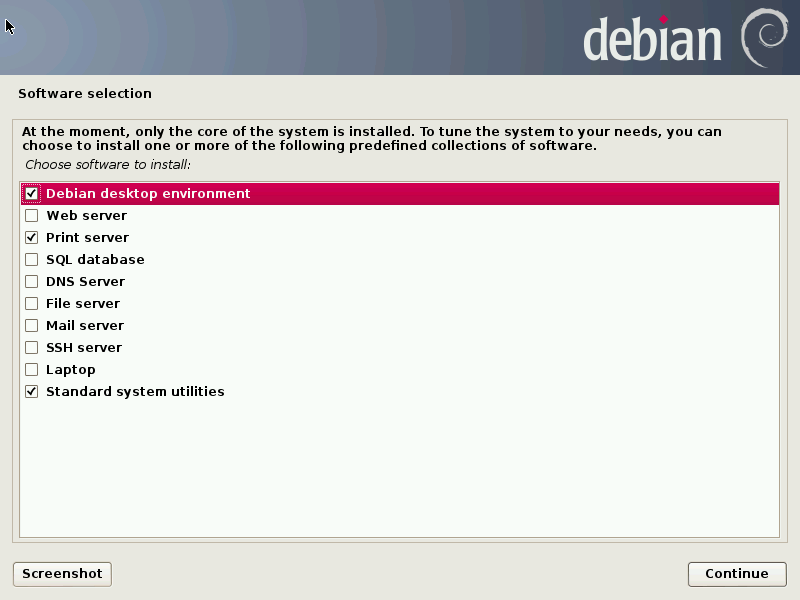 debian
Software selection
At the moment, only the core of the system is installed. To tune the system to your needs, you can
choose to install one or more of the following predefined collections of software.
Choose software to install:
Debian desktop environment
Web server
Print server
SQL database
DNS Server
File server
Mail server
SSH server
Laptop
Standard system utilities
Screenshot
Continue